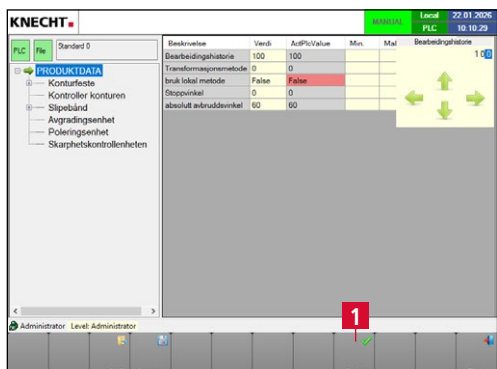 KNECHT
MANUAL
Local
22.01.2026
PLC
10.10.29
PLC
File
Standard 0
PRODUKTDATA
Konturfeste
Kontroller konturen
Slipebånd
Avgradingsenhet
Poleringsenhet
Skarphetskontrollenheten
Beskrivelse Verdi ActPlcValue Min. Mal
Bearbeidingshistorie 100 100
Transformasjonsmetode 0 0
bruk lokal metode False False
Stoppvinkel 0 0
absolutt avbruddsvinkel 60 60
Bearbeidingshistorie
100
Administrator Level: Administrator
1